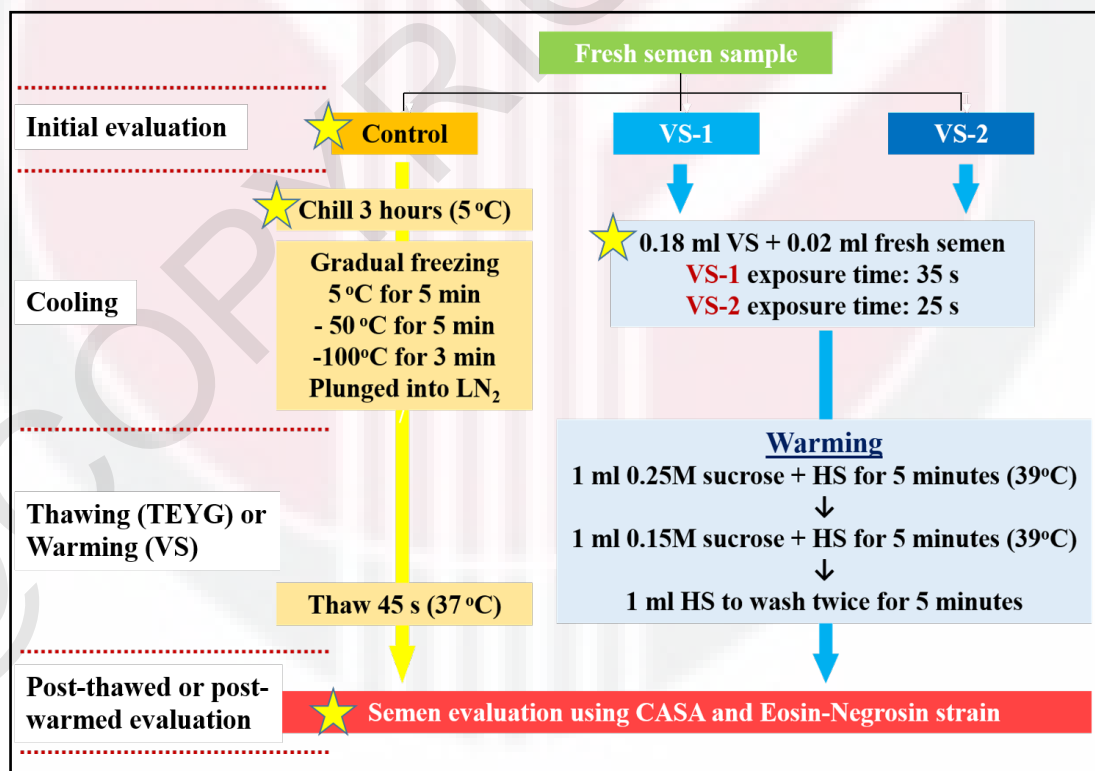 Fresh semen sample
Initial evaluation
Control
VS-1
VS-2
Chill 3 hours (5 °C)
Cooling
Gradual freezing
5 °C for 5 min
- 50 °C for 5 min
-100°C for 3 min
Plunged into LN₂
0.18 ml VS + 0.02 ml fresh semen
VS-1 exposure time: 35 s
VS-2 exposure time: 25 s
Thawing (TEYG) or
Warming (VS)
Thaw 45 s (37 °C)
Warming
1 ml 0.25M sucrose + HS for 5 minutes (39°C)
↓
1 ml 0.15M sucrose + HS for 5 minutes (39°C)
↓
1 ml HS to wash twice for 5 minutes
Post-thawed or post-
warmed evaluation
Semen evaluation using CASA and Eosin-Negrosin strain
© COPYRIG